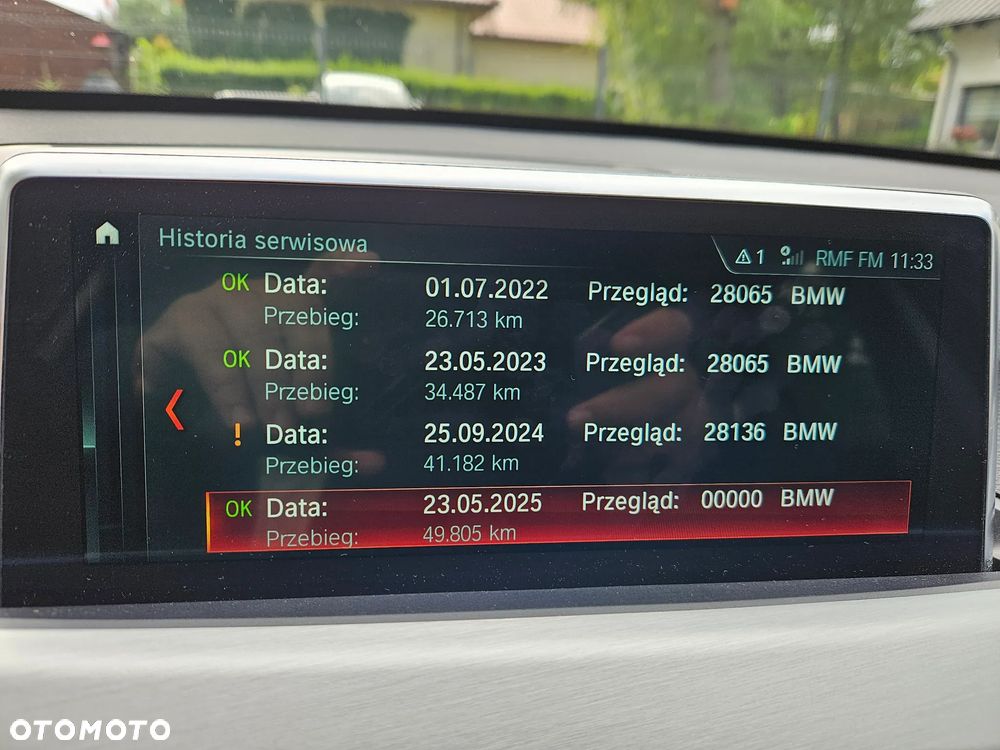 Historia serwisowa
1 RMF FM 11:33
OK Data: 01.07.2022 Przegląd: 28065 BMW
Przebieg: 26.713 km
OK Data: 23.05.2023 Przegląd: 28065 BMW
Przebieg: 34.487 km
! Data: 25.09.2024 Przegląd: 28136 BMW
Przebieg: 41.182 km
OK Data: 23.05.2025 Przegląd: 00000 BMW
Przebieg: 49.805 km
OTOMOTO